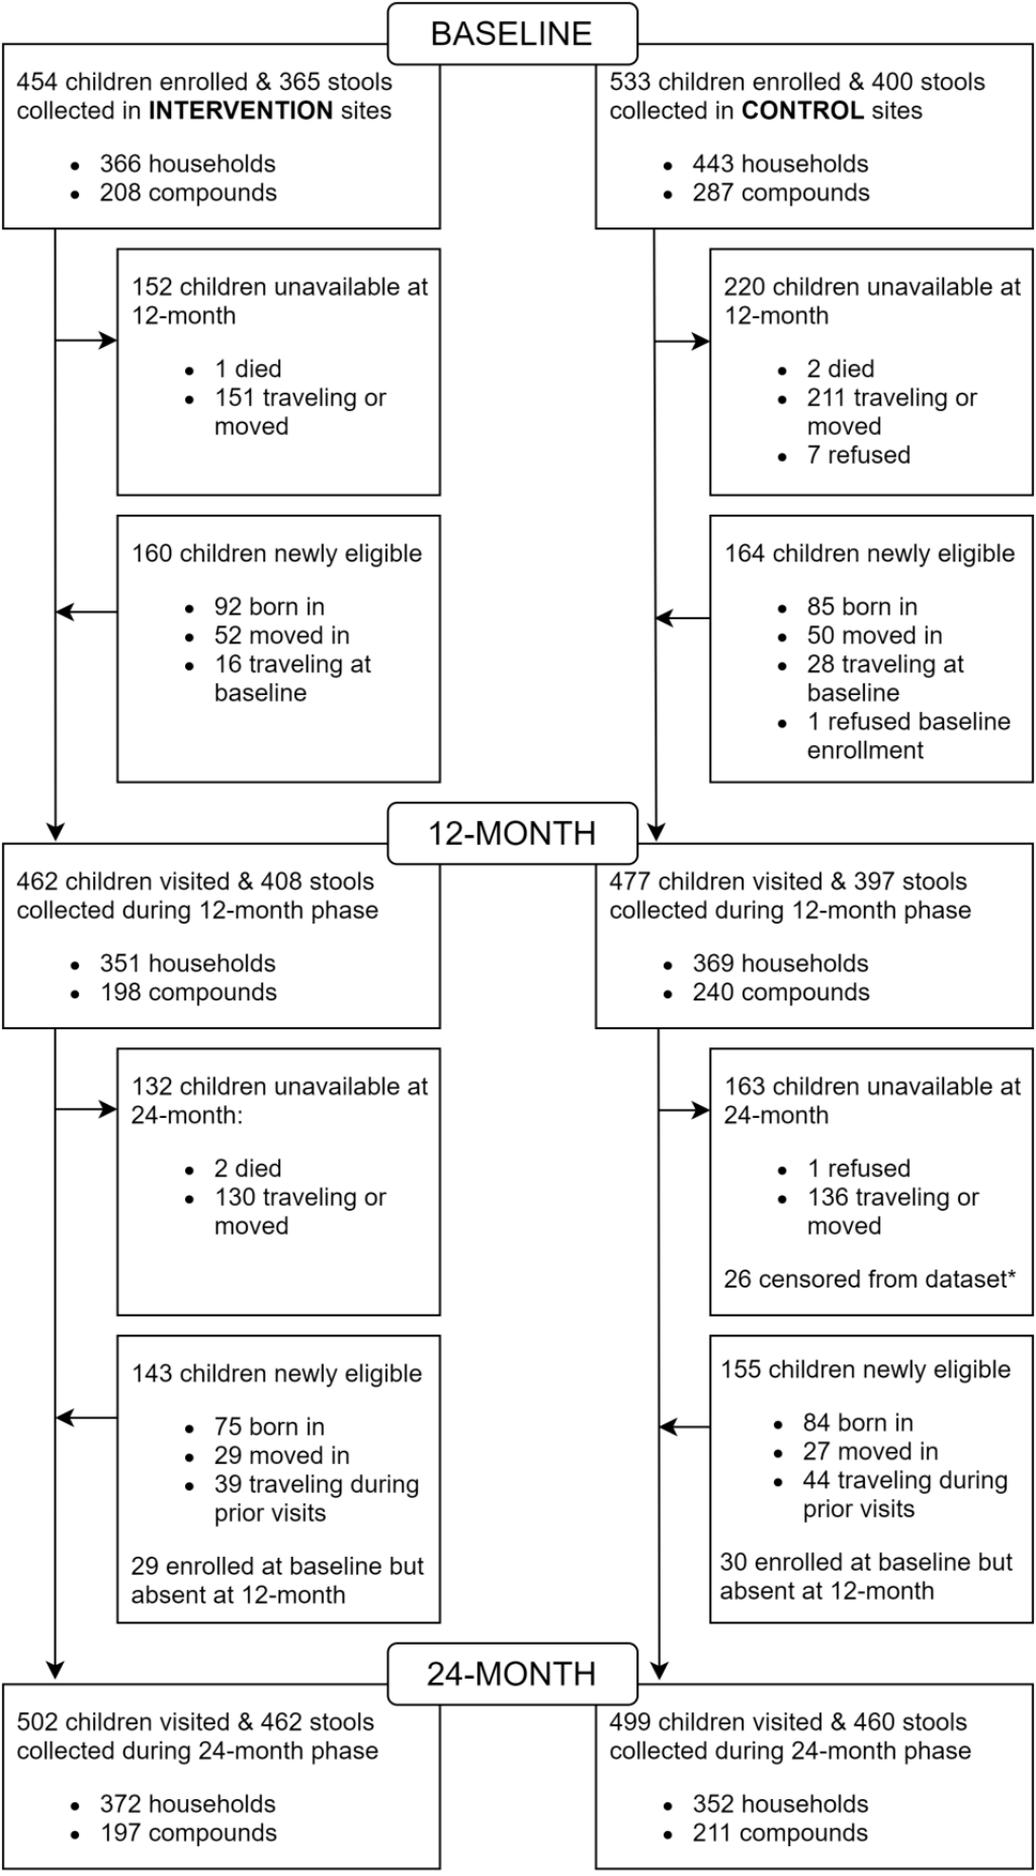 BASELINE
454 children enrolled & 365 stools
collected in INTERVENTION sites
• 366 households
• 208 compounds
533 children enrolled & 400 stools
collected in CONTROL sites
• 443 households
• 287 compounds
152 children unavailable at
12-month
• 1 died
• 151 traveling or
moved
220 children unavailable at
12-month
• 2 died
• 211 traveling or
moved
• 7 refused
160 children newly eligible
• 92 born in
• 52 moved in
• 16 traveling at
baseline
164 children newly eligible
• 85 born in
• 50 moved in
• 28 traveling at
baseline
• 1 refused baseline
enrollment
12-MONTH
462 children visited & 408 stools
collected during 12-month phase
• 351 households
• 198 compounds
477 children visited & 397 stools
collected during 12-month phase
• 369 households
• 240 compounds
132 children unavailable at
24-month:
• 2 died
• 130 traveling or
moved
163 children unavailable at
24-month
• 1 refused
• 136 traveling or
moved
26 censored from dataset*
143 children newly eligible
• 75 born in
• 29 moved in
• 39 traveling during
prior visits
29 enrolled at baseline but
absent at 12-month
155 children newly eligible
• 84 born in
• 27 moved in
• 44 traveling during
prior visits
30 enrolled at baseline but
absent at 12-month
24-MONTH
502 children visited & 462 stools
collected during 24-month phase
• 372 households
• 197 compounds
499 children visited & 460 stools
collected during 24-month phase
• 352 households
• 211 compounds